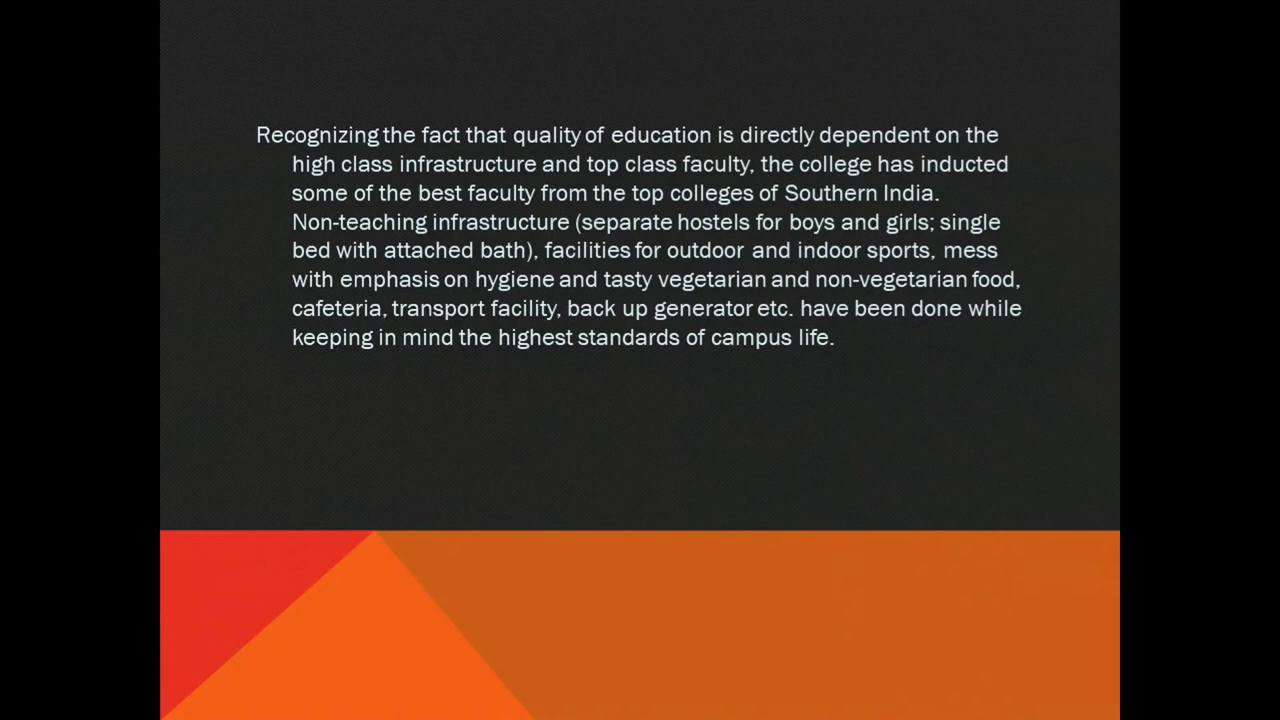 Recognizing the fact that quality of education is directly dependent on the
high class infrastructure and top class faculty, the college has inducted
some of the best faculty from the top colleges of Southern India.
Non-teaching infrastructure (separate hostels for boys and girls; single
bed with attached bath), facilities for outdoor and indoor sports, mess
with emphasis on hygiene and tasty vegetarian and non-vegetarian food,
cafeteria, transport facility, back up generator etc. have been done while
keeping in mind the highest standards of campus life.